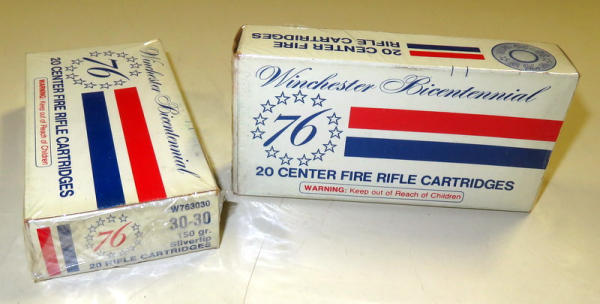 Winchester Bicentennial
76
20 CENTER FIRE RIFLE CARTRIDGES
WARNING: Keep out of Reach of Children
W763030
76
30-30
150 gr.
Silvertip
20 RIFLE CARTRIDGES
20 CENTER FIRE
RIFLE CARTRIDGES
Winchester Bicentennial
76
20 CENTER FIRE RIFLE CARTRIDGES
WARNING: Keep out of Reach of Children